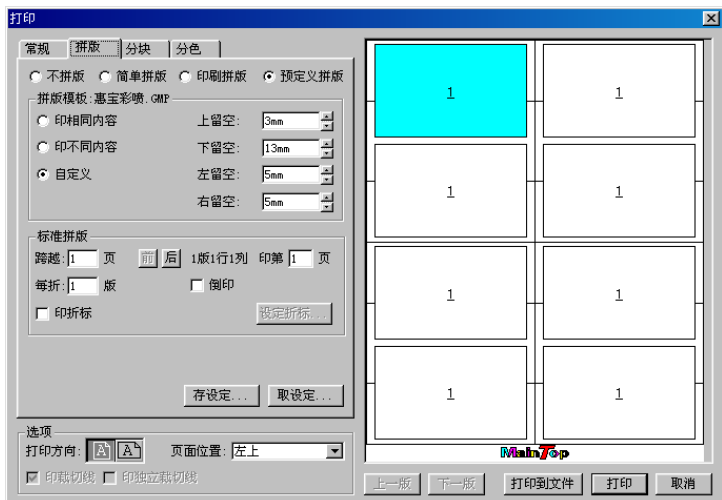 打印
常规 拼版 分块 分色
不拼版 简单拼版 印刷拼版 预定义拼版
拼版模板:惠宝彩喷.GMP
印相同内容 上留空: 3mm
印不同内容 下留空: 13mm
自定义 左留空: 5mm
右留空: 5mm
标准拼版
跨越: 1 页 前 后 1版1行1列 印第 1 页
每折: 1 版 倒印
印折标 设定折标...
存设定... 取设定...
选项
打印方向: A A 页面位置: 左上
印裁切线 印独立裁切线
1 1
1 1
1 1
1 1
MainTop
上一版 下一版 打印到文件 打印 取消